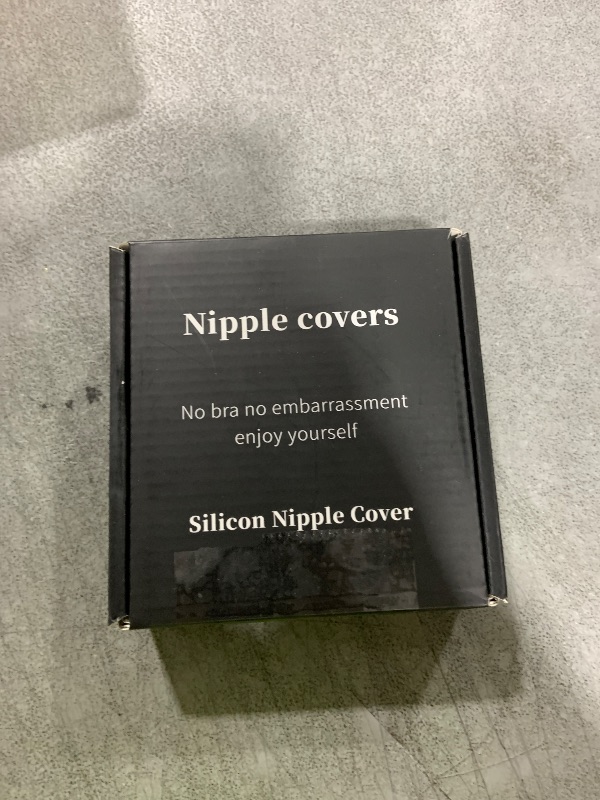 Nipple covers
No bra no embarrassment
enjoy yourself
Silicon Nipple Cover